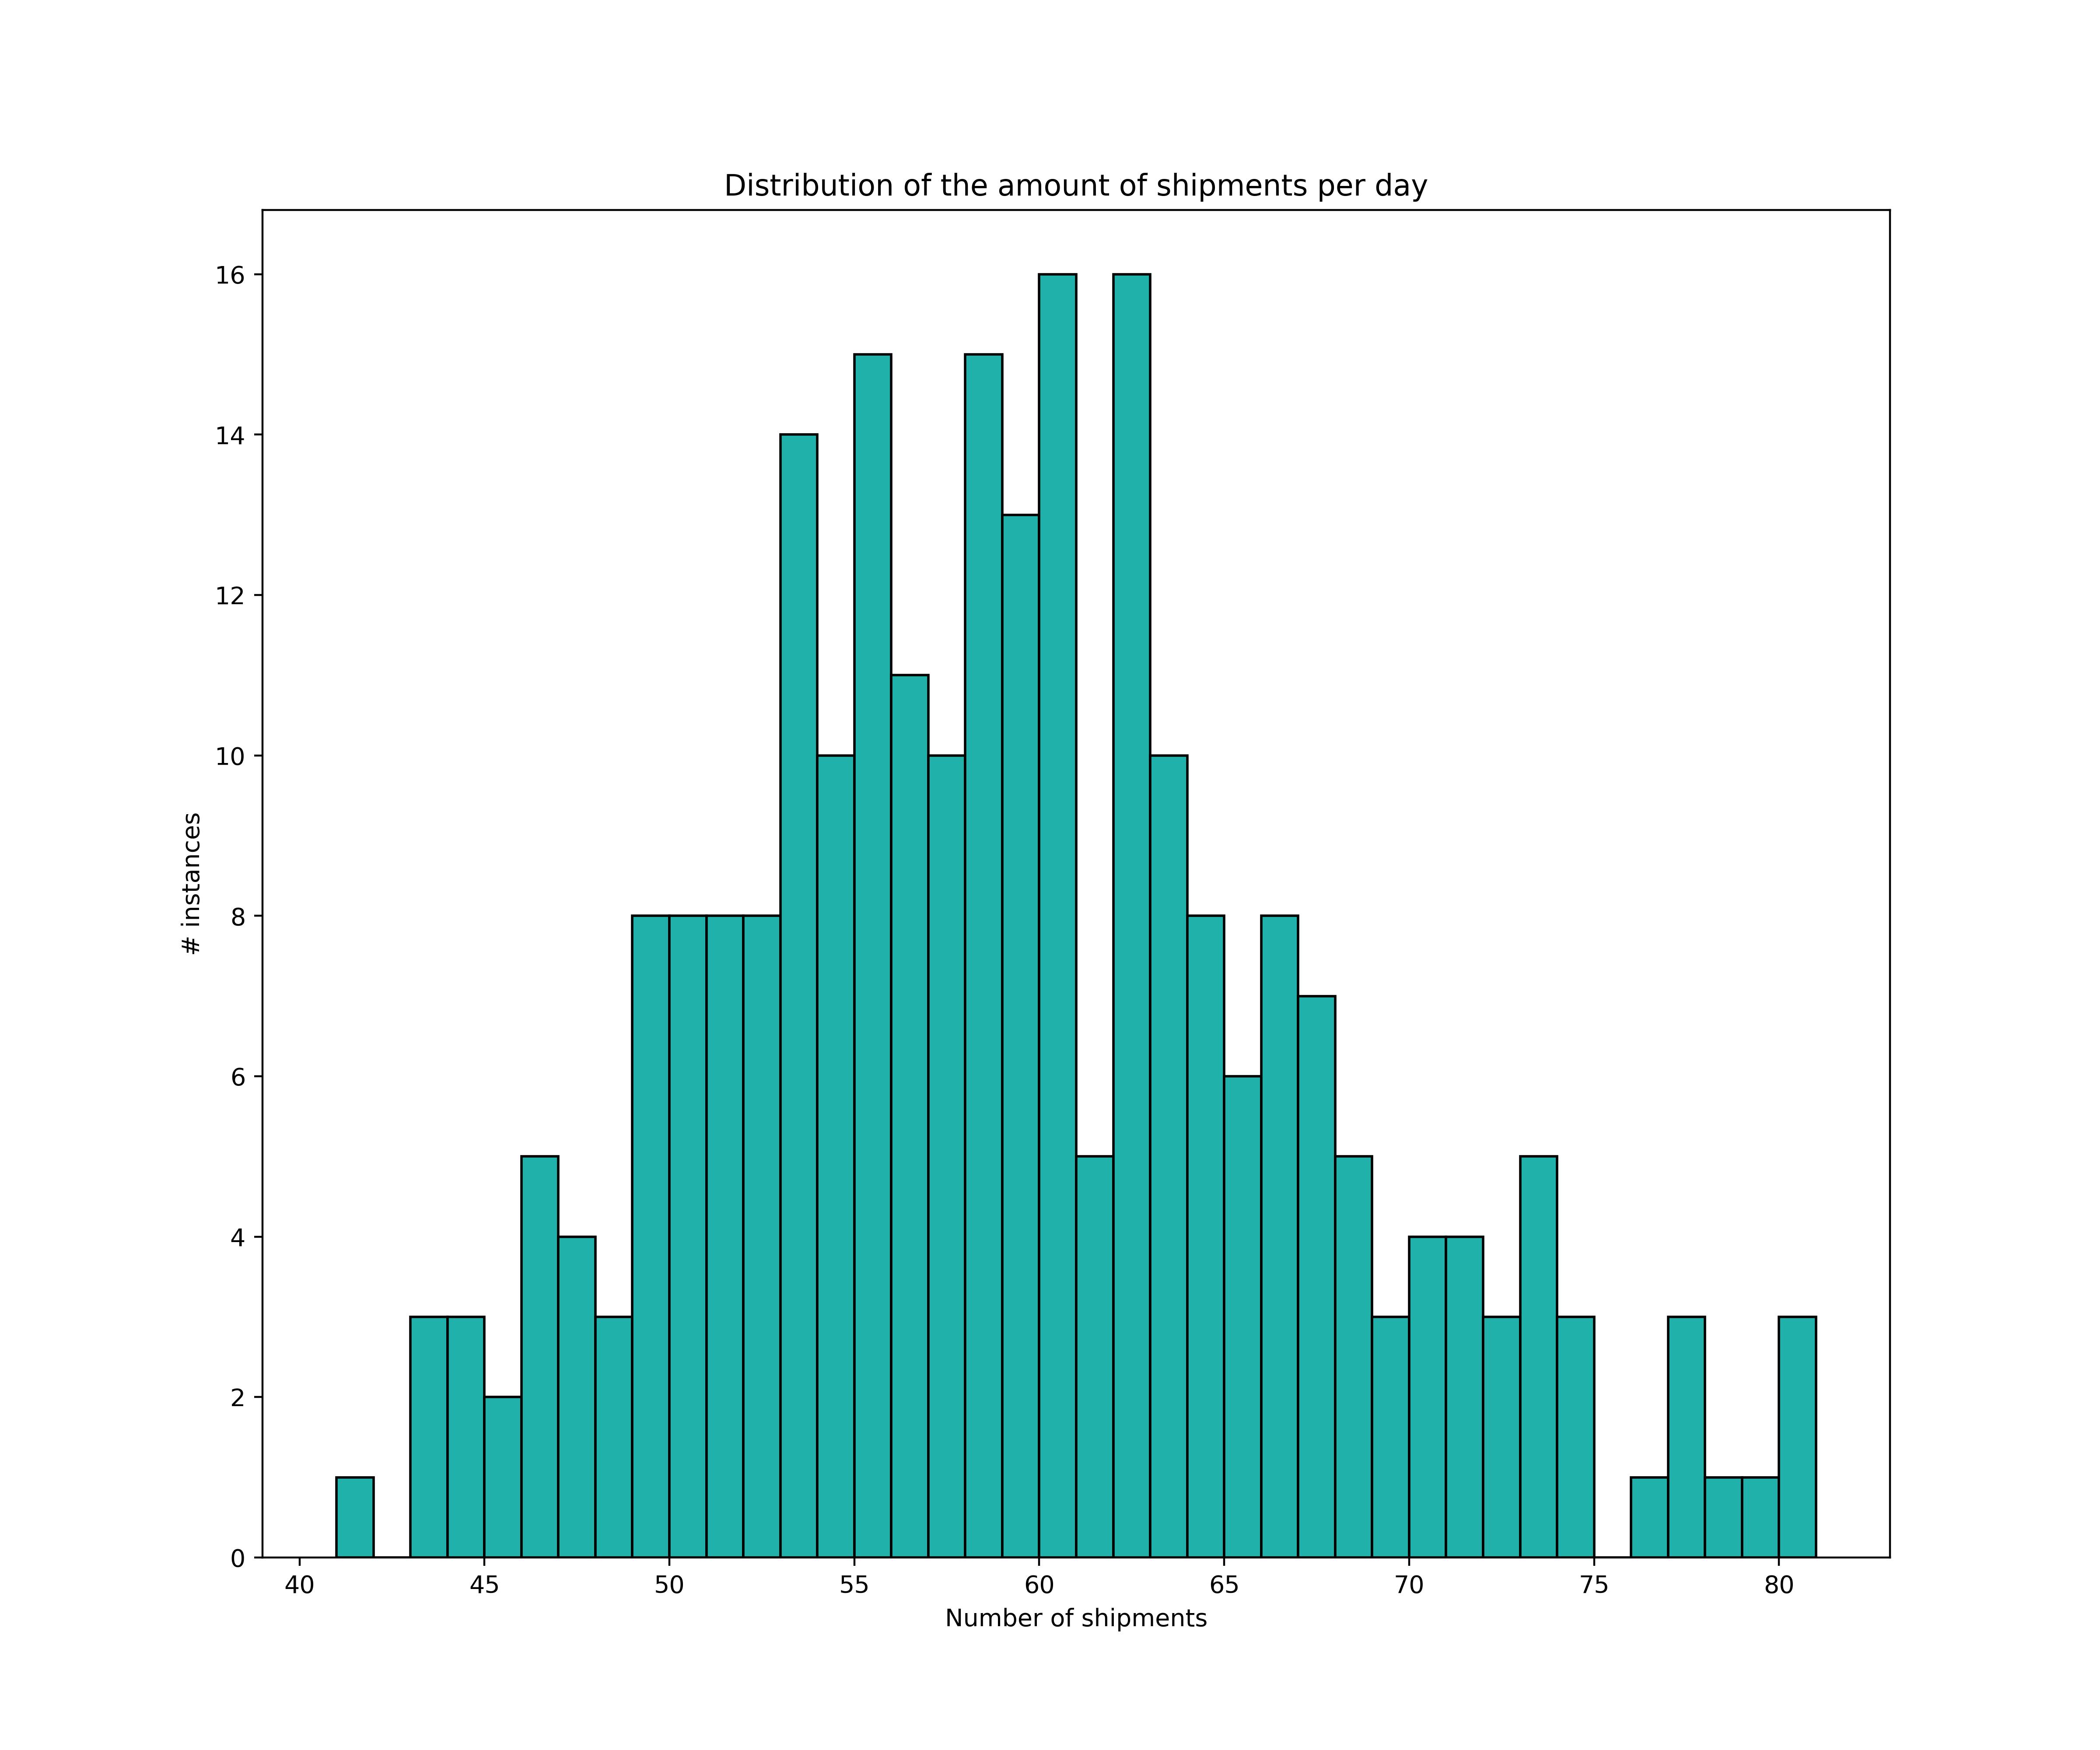 Distribution of the amount of shipments per day
16
14
12
10
8
6
4
2
0
# instances
40 45 50 55 60 65 70 75 80
Number of shipments